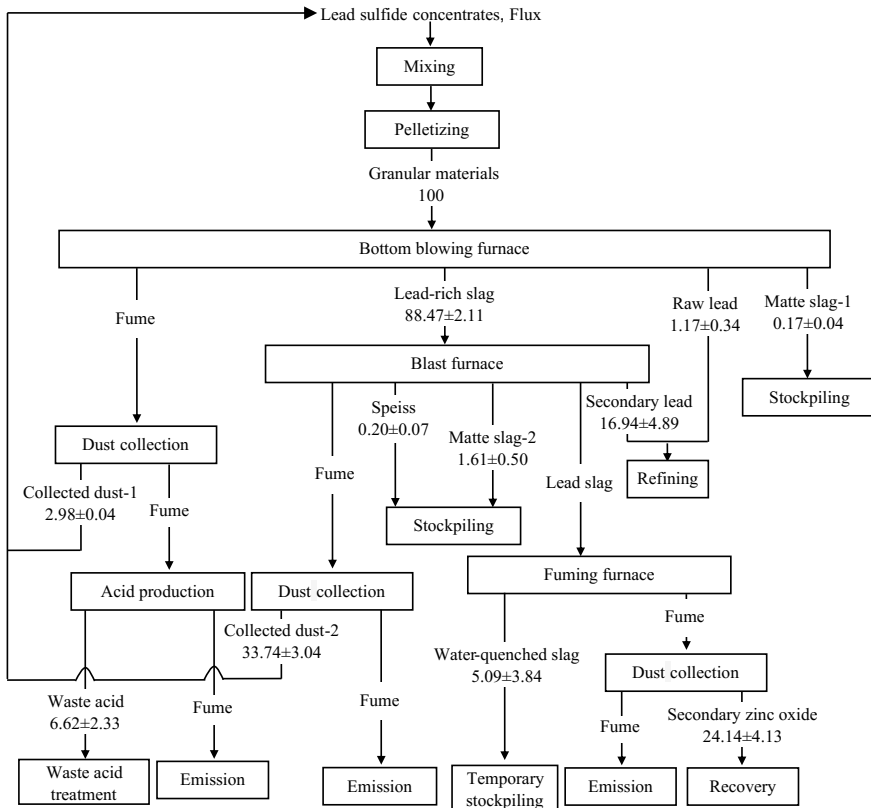 Lead sulfide concentrates, Flux
Mixing
Pelletizing
Granular materials
100
Bottom blowing furnace
Fume
Lead-rich slag
88.47±2.11
Raw lead
1.17±0.34
Matte slag-1
0.17±0.04
Blast furnace
Stockpiling
Speiss
0.20±0.07
Secondary lead
16.94±4.89
Matte slag-2
1.61±0.50
Dust collection
Fume
Lead slag
Refining
Collected dust-1
2.98±0.04
Fume
Stockpiling
Fuming furnace
Acid production
Dust collection
Fume
Collected dust-2
33.74±3.04
Water-quenched slag
5.09±3.84
Dust collection
Waste acid
6.62±2.33
Fume
Fume
Fume
Secondary zinc oxide
24.14±4.13
Waste acid
treatment
Emission
Emission
Temporary
stockpiling
Emission
Recovery